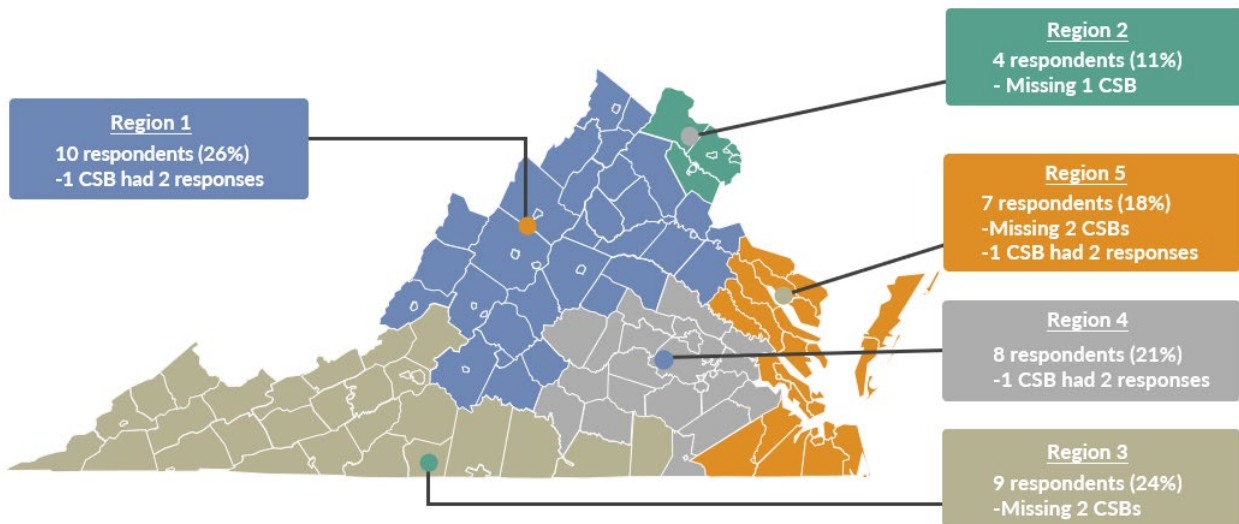 Region 1
10 respondents (26%)
-1 CSB had 2 responses
Region 2
4 respondents (11%)
- Missing 1 CSB
Region 5
7 respondents (18%)
-Missing 2 CSBs
-1 CSB had 2 responses
Region 4
8 respondents (21%)
-1 CSB had 2 responses
Region 3
9 respondents (24%)
-Missing 2 CSBs